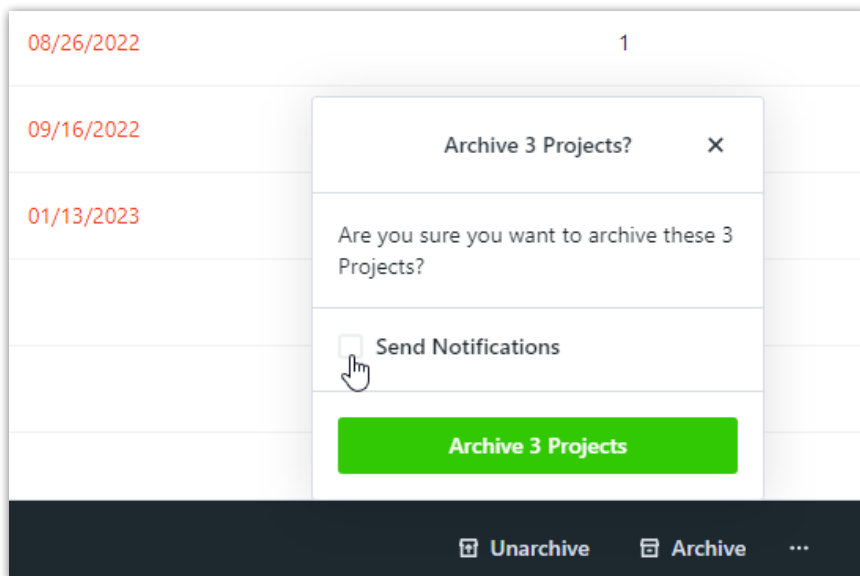 08/26/2022 1
09/16/2022
Archive 3 Projects?
01/13/2023
Are you sure you want to archive these 3
Projects?
Send Notifications
Archive 3 Projects
Unarchive Archive